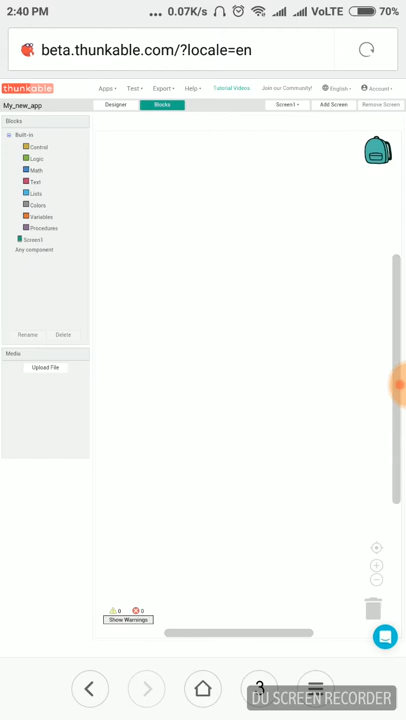 2:40 PM ... 0.07K/s VoLTE 70%
beta.thunkable.com/?locale=en
thunkable Apps Test Export Help Tutorial Videos Join our Community! English Account
My_new_app Designer Blocks Screen1 Add Screen Remove Screen
Blocks
Built-in
Control
Logic
Math
Text
Lists
Colors
Variables
Procedures
Screen1
Any component
Rename Delete
Media
Upload File
0 0
Show Warnings
3
DU SCREEN RECORDER